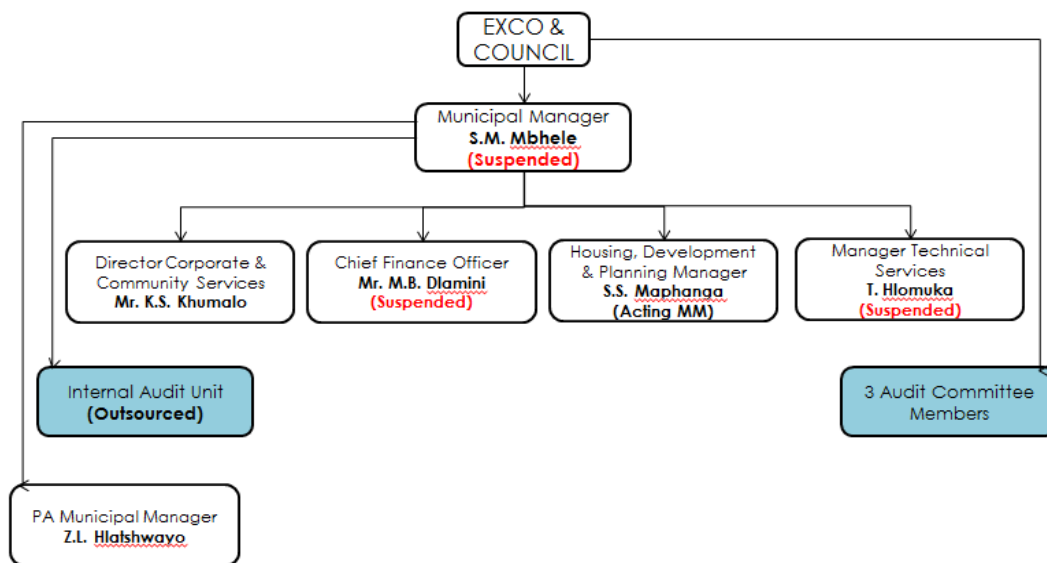 EXCO &
COUNCIL
Municipal Manager
S.M. Mbhele
(Suspended)
Director Corporate &
Community Services
Mr. K.S. Khumalo
Chief Finance Officer
Mr. M.B. Dlamini
(Suspended)
Housing, Development
& Planning Manager
S.S. Maphanga
(Acting MM)
Manager Technical
Services
T. Hlomuka
(Suspended)
Internal Audit Unit
(Outsourced)
3 Audit Committee
Members
PA Municipal Manager
Z.L. Hlatshwayo